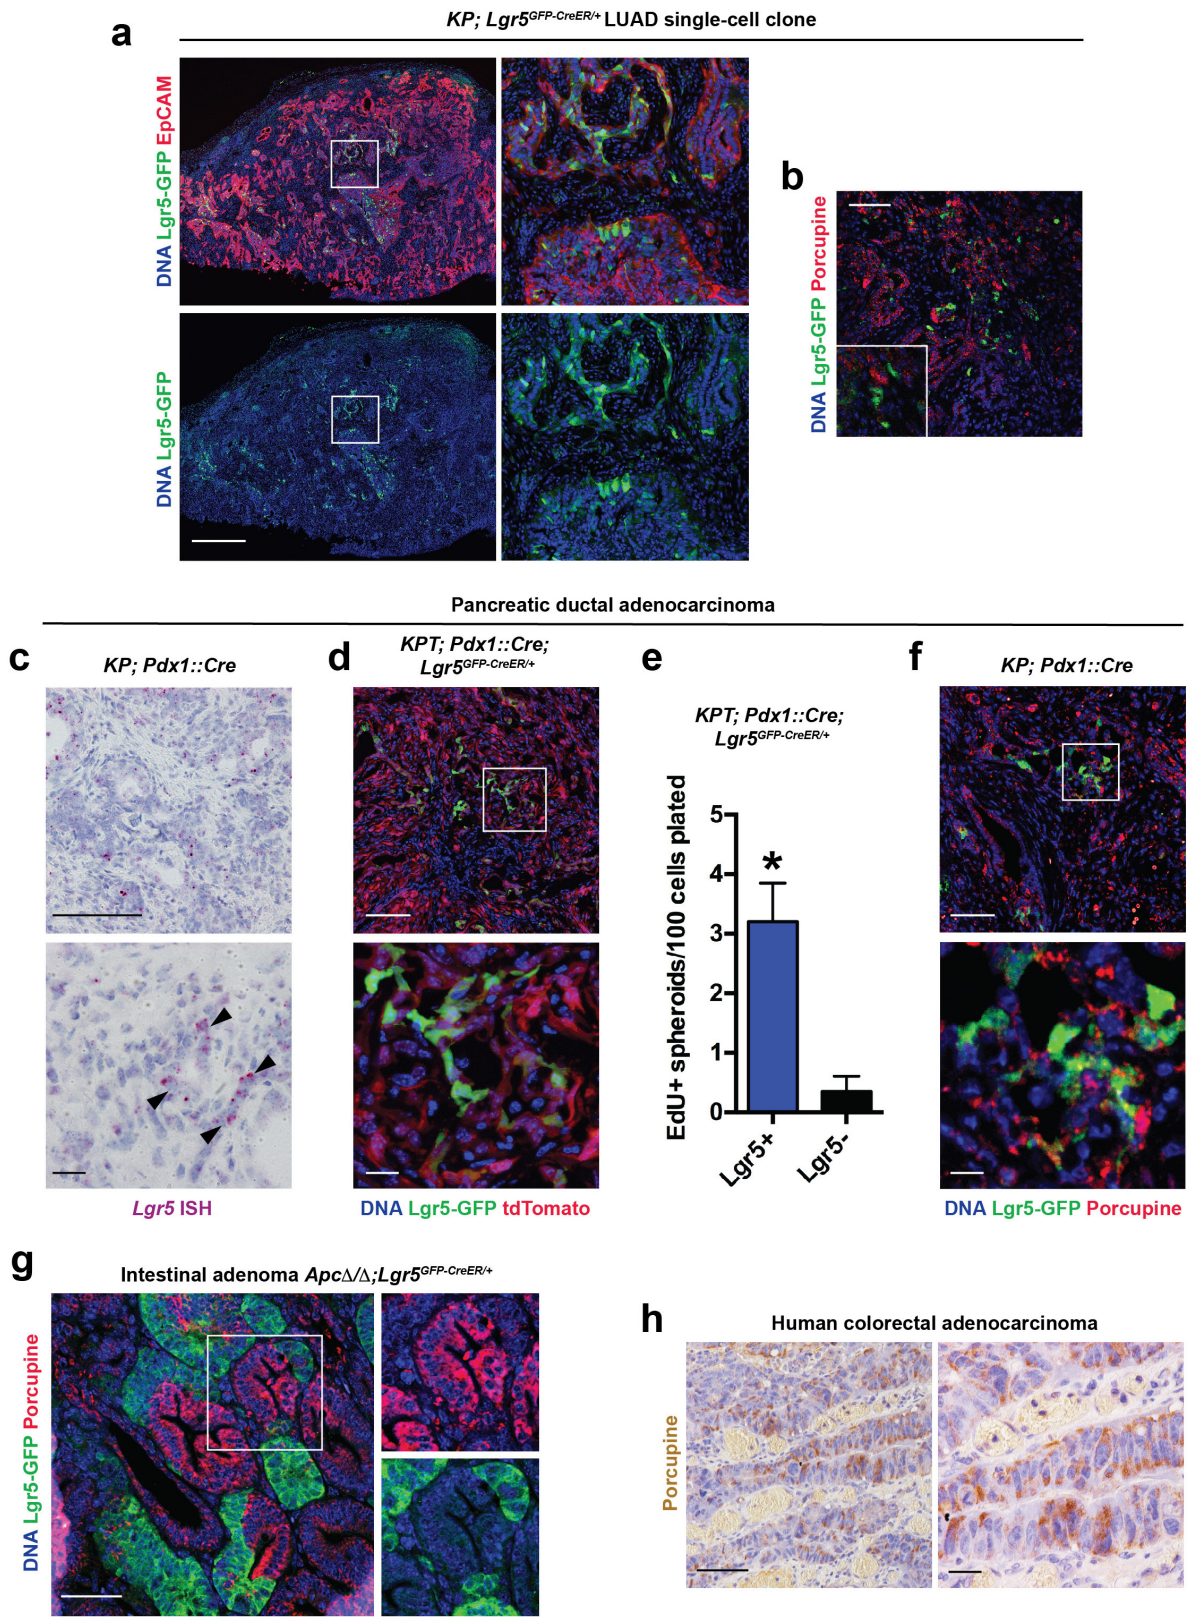 KP; Lgr5GFP-CreER/+ LUAD single-cell clone
a
DNA Lgr5-GFP EpCAM
DNA Lgr5-GFP
b
DNA Lgr5-GFP Porcupine
Pancreatic ductal adenocarcinoma
c
KP; Pdx1::Cre
Lgr5 ISH
d
KPT; Pdx1::Cre;
Lgr5GFP-CreER/+
DNA Lgr5-GFP tdTomato
e
KPT; Pdx1::Cre;
Lgr5GFP-CreER/+
EdU+ spheroids/100 cells plated
5
4
3
2
1
0
*
Lgr5+
Lgr5-
f
KP; Pdx1::Cre
DNA Lgr5-GFP Porcupine
g
Intestinal adenoma ApcΔ/Δ;Lgr5GFP-CreER/+
DNA Lgr5-GFP Porcupine
h
Human colorectal adenocarcinoma
Porcupine